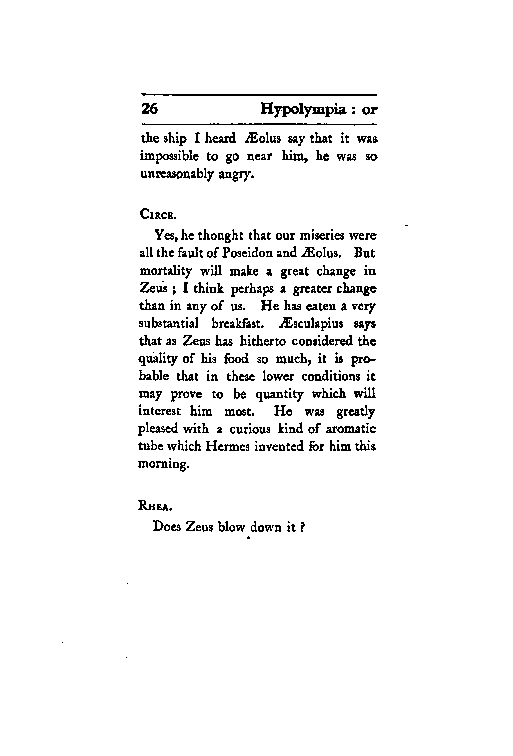 26 Hypolympia : or
the ship I heard Æolus say that it was
impossible to go near him, he was so
unreasonably angry.
Circe.
Yes, he thought that our miseries were
all the fault of Poseidon and Æolus. But
mortality will make a great change in
Zeus ; I think perhaps a greater change
than in any of us. He has eaten a very
substantial breakfast. Æsculapius says
that as Zeus has hitherto considered the
quality of his food so much, it is pro-
bable that in these lower conditions it
may prove to be quantity which will
interest him most. He was greatly
pleased with a curious kind of aromatic
tube which Hermes invented for him this
morning.
Rhea.
Does Zeus blow down it ?